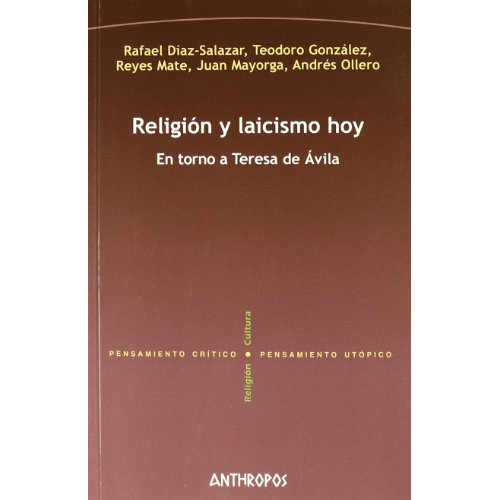 Rafael Díaz-Salazar, Teodoro González,
Reyes Mate, Juan Mayorga, Andrés Ollero
Religión y laicismo hoy
En torno a Teresa de Ávila
Cultura
PENSAMIENTO CRÍTICO • PENSAMIENTO UTÓPICO
Religión
ANTHROPOS